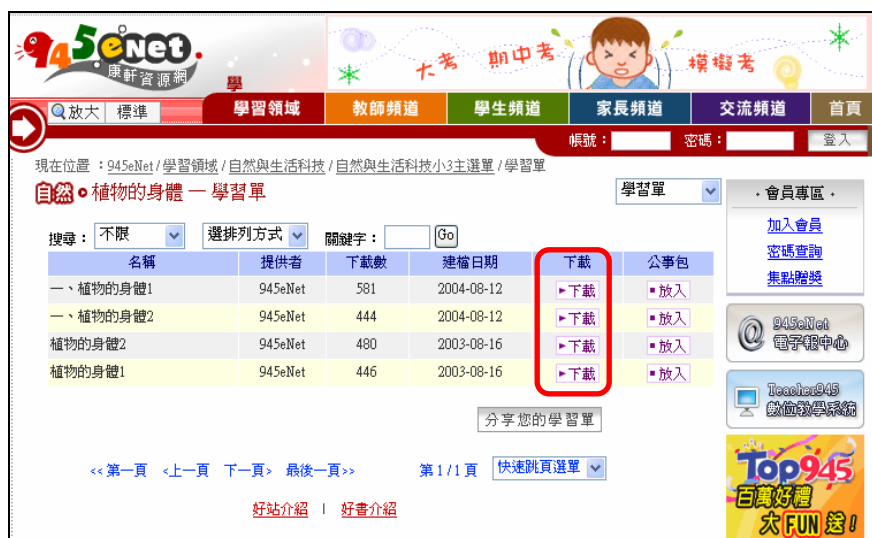 945eNet.
康軒資源網
學
大考 期中考 模擬考
放大 標準
學習領域 教師頻道 學生頻道 家長頻道 交流頻道 首頁
帳號： 密碼： 登入
現在位置 ：945eNet / 學習領域 / 自然與生活科技 / 自然與生活科技小3主選單 / 學習單
自然 植物的身體 一 學習單
學習單
搜尋： 不限 選排列方式 關鍵字： Go
名稱 提供者 下載數 建檔日期 下載 公事包
一、植物的身體1 945eNet 581 2004-08-12 下載 放入
一、植物的身體2 945eNet 444 2004-08-12 下載 放入
植物的身體2 945eNet 480 2003-08-16 下載 放入
植物的身體1 945eNet 446 2003-08-16 下載 放入
分享您的學習單
<<第一頁 <上一頁 下一頁> 最後一頁>> 第1/1頁 快速跳頁選單
好站介紹 | 好書介紹
．會員專區．
加入會員
密碼查詢
集點贈獎
945eNet
電子報中心
Teacher945
數位教學系統
Top945
百萬好禮
大FUN送！